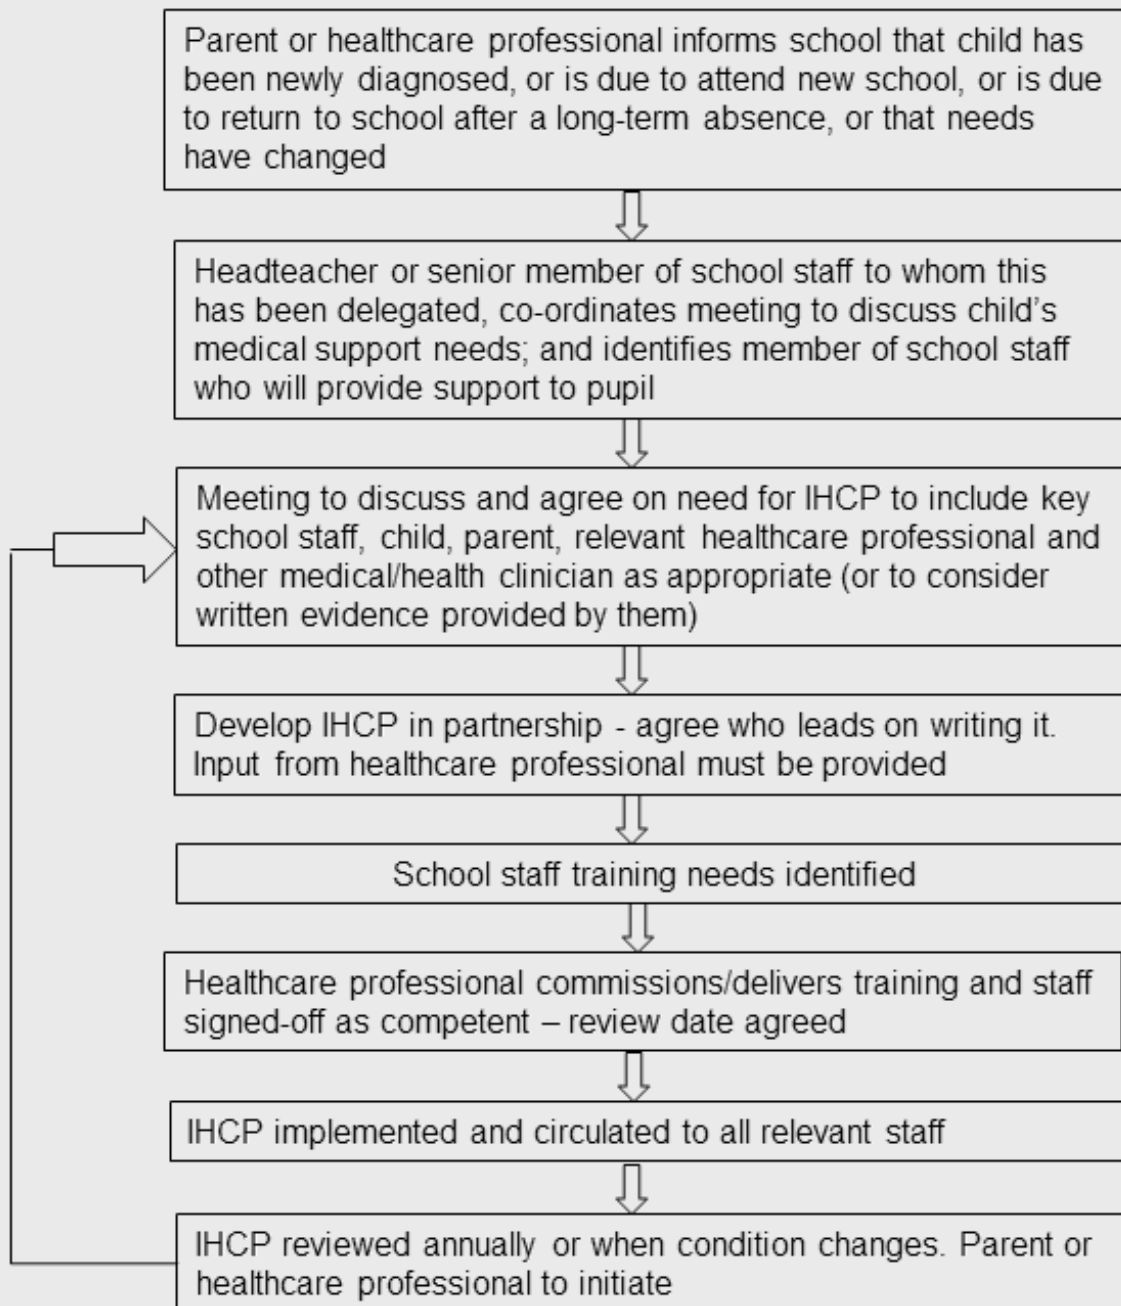 Parent or healthcare professional informs school that child has
been newly diagnosed, or is due to attend new school, or is due
to return to school after a long-term absence, or that needs
have changed
Headteacher or senior member of school staff to whom this
has been delegated, co-ordinates meeting to discuss child's
medical support needs; and identifies member of school staff
who will provide support to pupil
Meeting to discuss and agree on need for IHCP to include key
school staff, child, parent, relevant healthcare professional and
other medical/health clinician as appropriate (or to consider
written evidence provided by them)
Develop IHCP in partnership - agree who leads on writing it.
Input from healthcare professional must be provided
School staff training needs identified
Healthcare professional commissions/delivers training and staff
signed-off as competent – review date agreed
IHCP implemented and circulated to all relevant staff
IHCP reviewed annually or when condition changes. Parent or
healthcare professional to initiate